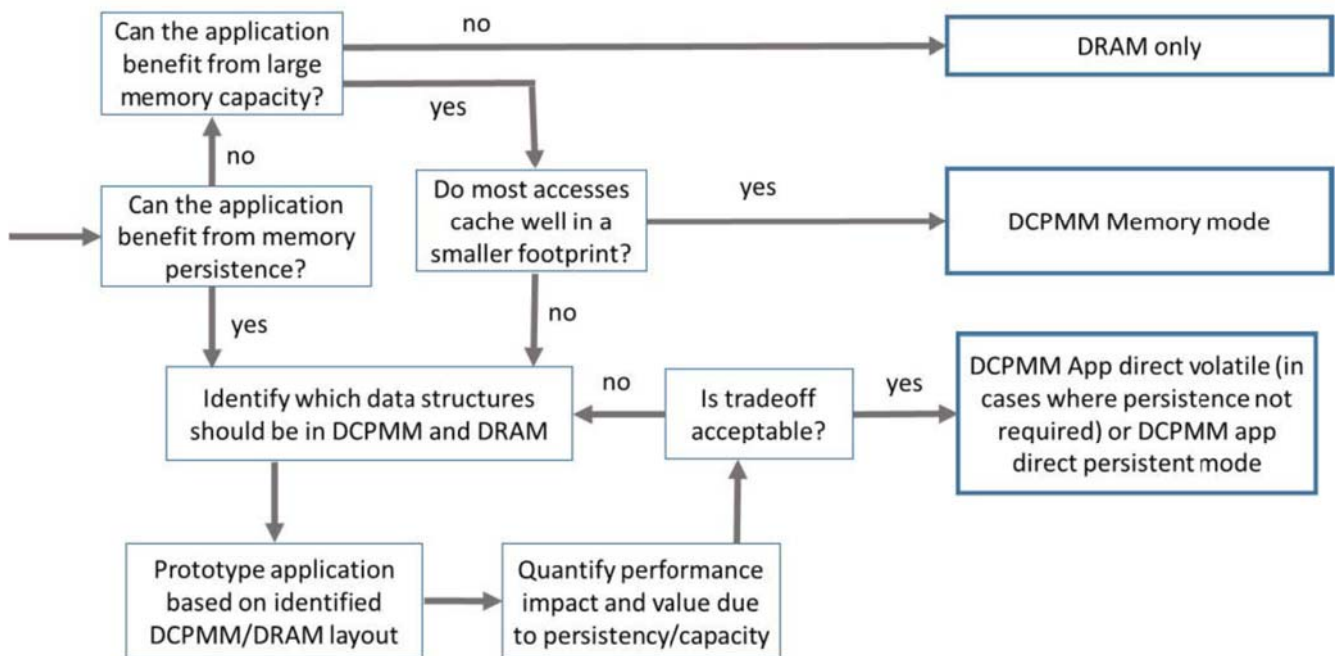 Can the application
benefit from large
memory capacity?
no
DRAM only
yes
no
Can the application
benefit from memory
persistence?
Do most accesses
cache well in a
smaller footprint?
yes
DCPMM Memory mode
yes
no
Identify which data structures
should be in DCPMM and DRAM
no
Is tradeoff
acceptable?
yes
DCPMM App direct volatile (in
cases where persistence not
required) or DCPMM app
direct persistent mode
Prototype application
based on identified
DCPMM/DRAM layout
Quantify performance
impact and value due
to persistency/capacity